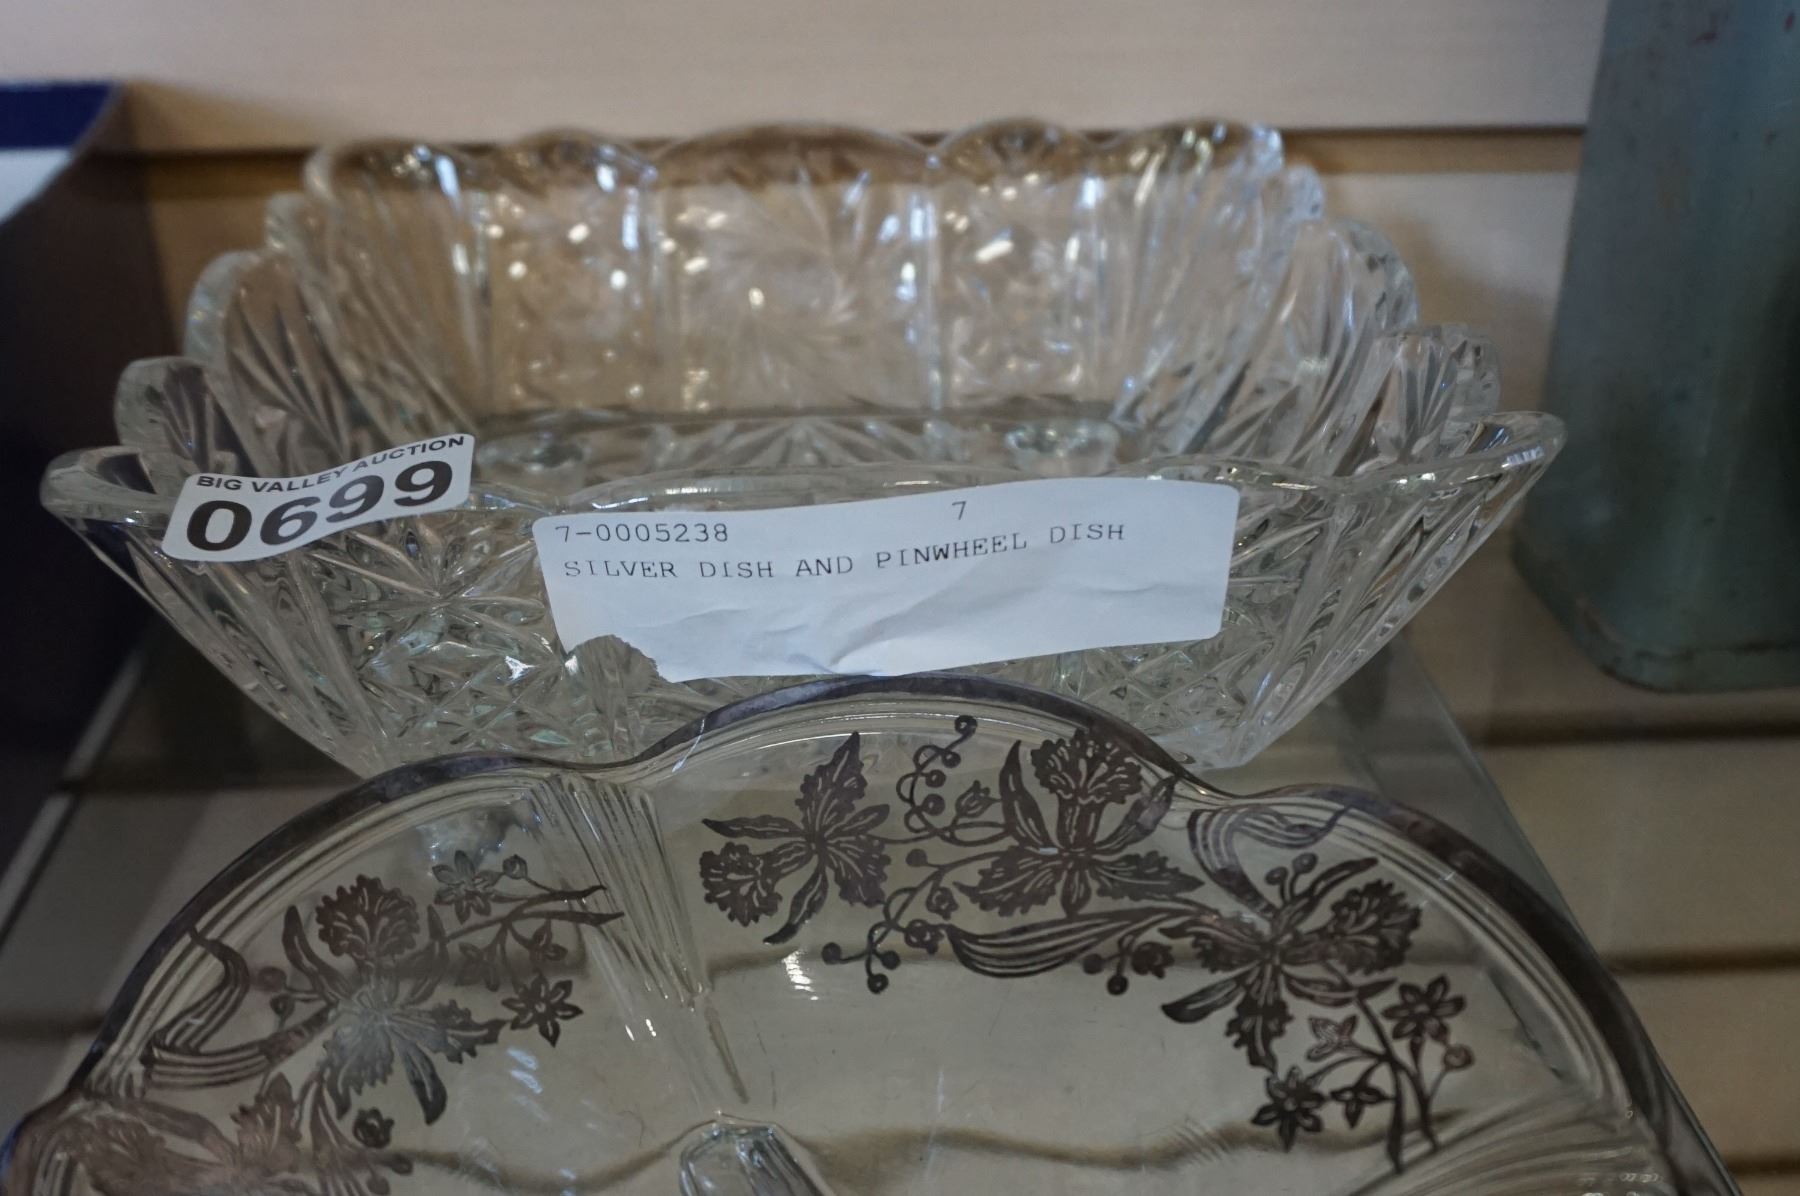 BIG VALLEY AUCTION
0699
7-0005238 7
SILVER DISH AND PINWHEEL DISH